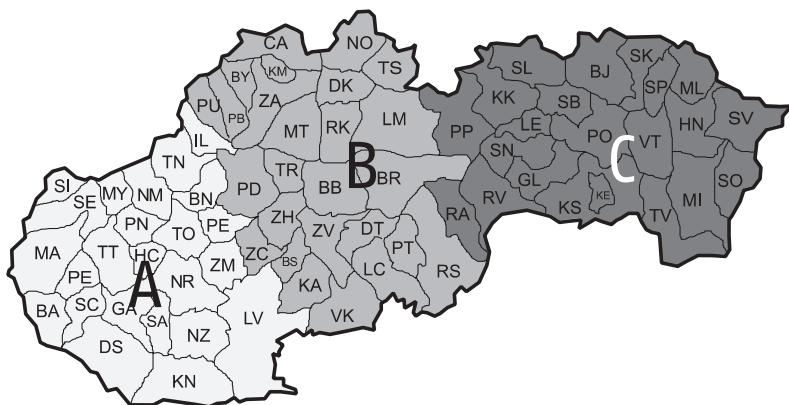 CA NO
BY KM TS
PU PB ZA DK
IL MT RK LM
TN
SL BJ SK
KK SB SP ML
PP LE PO VT HN SV
SN
RV GL KS KE TV MI SO
RA
C
B
SI SE MY NM BN PD TR BB BR
PN TO PE ZH ZV DT PT
MA TT HC ZC BS LC RS
PE NR ZM KA
BA SC GA SA LV VK
A
DS NZ
KN